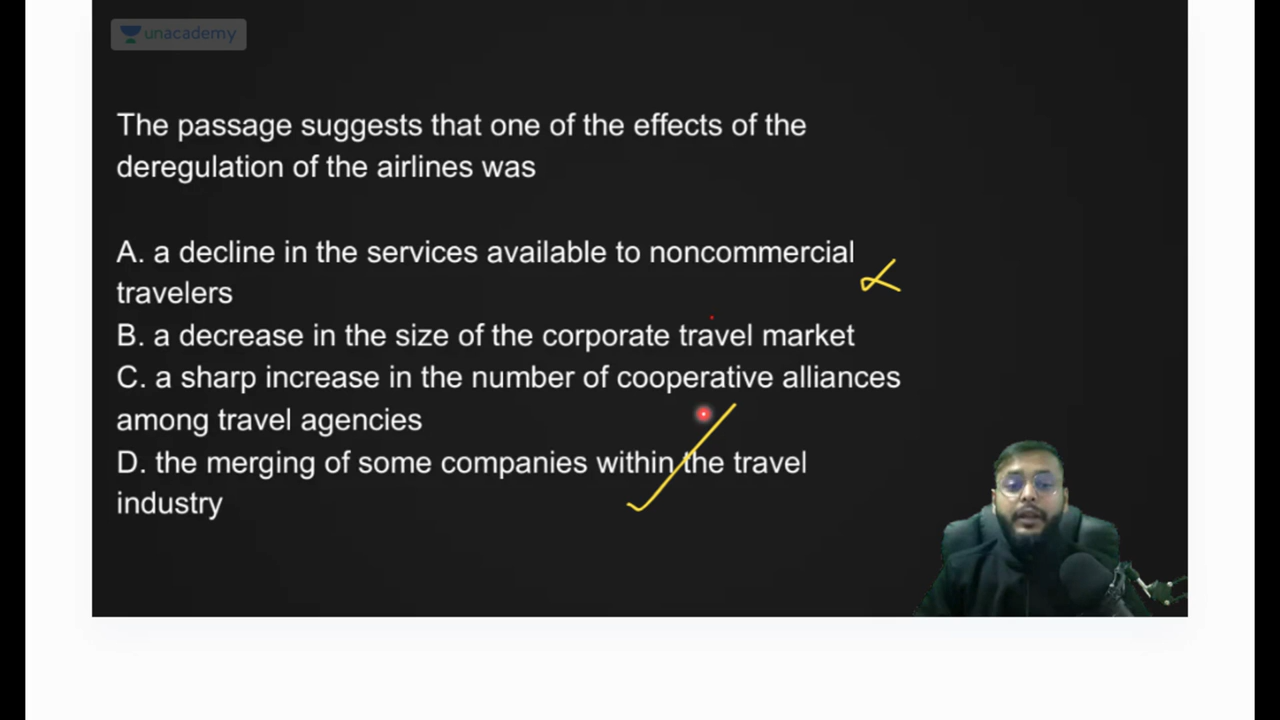 unacademy
The passage suggests that one of the effects of the
deregulation of the airlines was
A. a decline in the services available to noncommercial
travelers
B. a decrease in the size of the corporate travel market
C. a sharp increase in the number of cooperative alliances
among travel agencies
D. the merging of some companies within the travel
industry